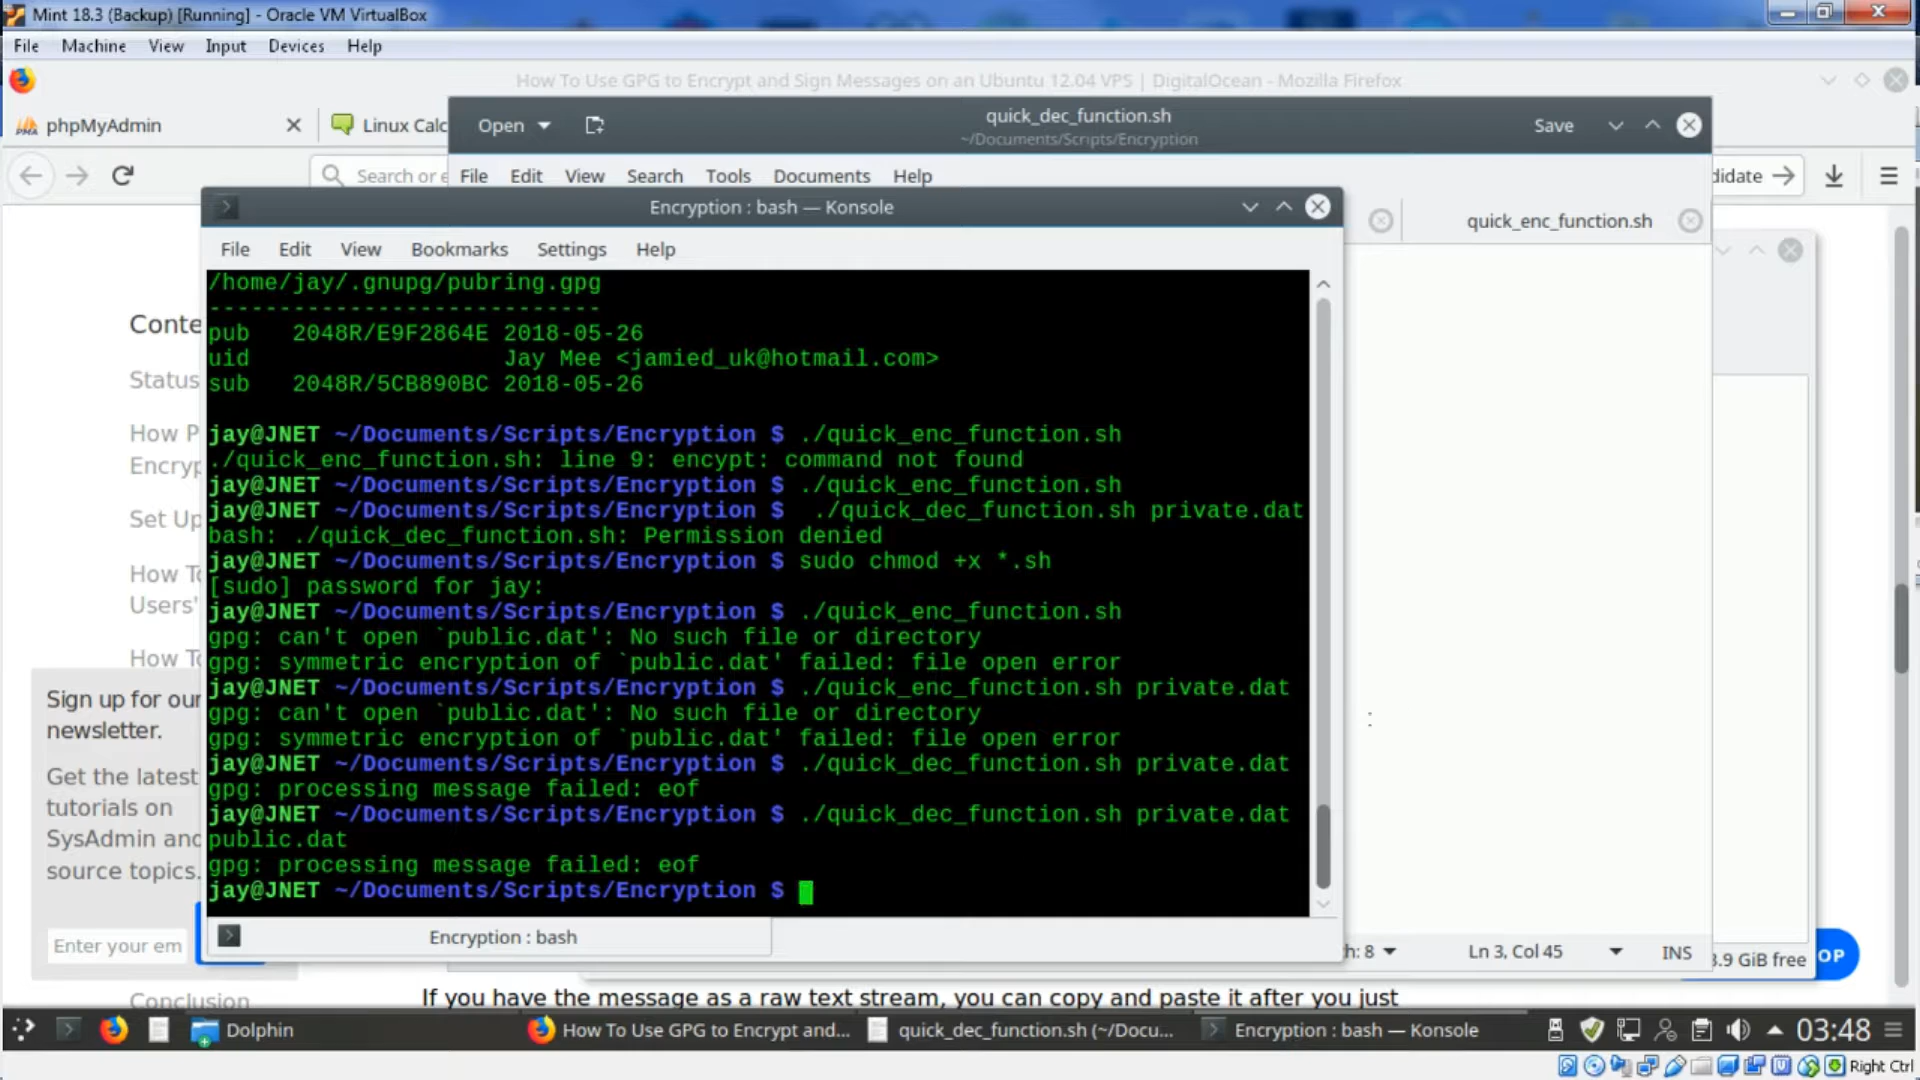 Mint 18.3 (Backup) [Running] - Oracle VM VirtualBox
File Machine View Input Devices Help
How To Use GPG to Encrypt and Sign Messages on an Ubuntu 12.04 VPS | DigitalOcean - Mozilla Firefox
phpMyAdmin
Linux Calc
Open
quick_dec_function.sh
~/Documents/Scripts/Encryption
Save
Search or e
File Edit View Search Tools Documents Help
didate
Encryption : bash — Konsole
quick_enc_function.sh
File Edit View Bookmarks Settings Help
/home/jay/.gnupg/pubring.gpg
----------------------------
pub 2048R/E9F2864E 2018-05-26
uid Jay Mee <jamied_uk@hotmail.com>
sub 2048R/5CB890BC 2018-05-26
jay@JNET ~/Documents/Scripts/Encryption $ ./quick_enc_function.sh
./quick_enc_function.sh: line 9: encypt: command not found
jay@JNET ~/Documents/Scripts/Encryption $ ./quick_enc_function.sh
jay@JNET ~/Documents/Scripts/Encryption $ ./quick_dec_function.sh private.dat
bash: ./quick_dec_function.sh: Permission denied
jay@JNET ~/Documents/Scripts/Encryption $ sudo chmod +x *.sh
[sudo] password for jay:
jay@JNET ~/Documents/Scripts/Encryption $ ./quick_enc_function.sh
gpg: can't open `public.dat': No such file or directory
gpg: symmetric encryption of `public.dat' failed: file open error
jay@JNET ~/Documents/Scripts/Encryption $ ./quick_enc_function.sh private.dat
gpg: can't open `public.dat': No such file or directory
gpg: symmetric encryption of `public.dat' failed: file open error
jay@JNET ~/Documents/Scripts/Encryption $ ./quick_dec_function.sh private.dat
gpg: processing message failed: eof
jay@JNET ~/Documents/Scripts/Encryption $ ./quick_dec_function.sh private.dat
public.dat
gpg: processing message failed: eof
jay@JNET ~/Documents/Scripts/Encryption $
Encryption : bash
Conte
Status
How P
Encryp
Set Up
How To
Users'
How To
Sign up for our
newsletter.
Get the latest
tutorials on
SysAdmin and
source topics.
Enter your em
Conclusion
:
h: 8
Ln 3, Col 45
INS
3.9 GiB free
OP
If you have the message as a raw text stream, you can copy and paste it after you just
Dolphin
How To Use GPG to Encrypt and...
quick_dec_function.sh (~/Docu...
Encryption : bash — Konsole
03:48
Right Ctrl